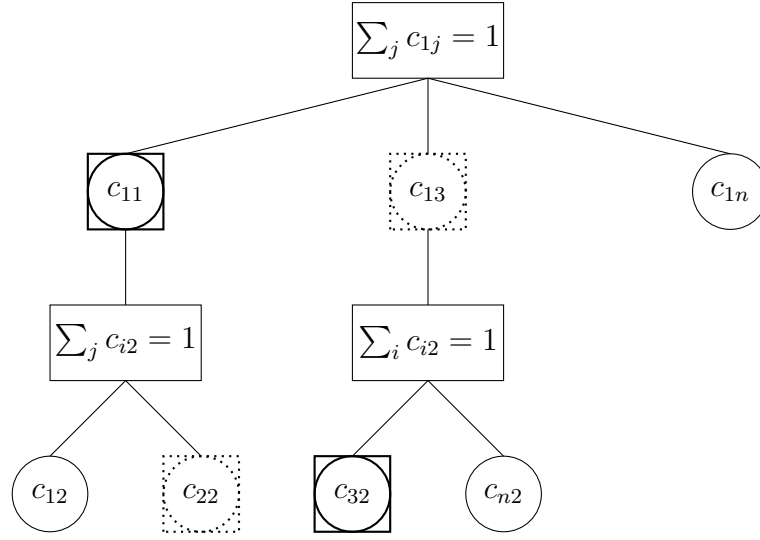 ∑_j c_{1j} = 1
c_{11} c_{13} c_{1n}
∑_j c_{i2} = 1 ∑_i c_{i2} = 1
c_{12} c_{22} c_{32} c_{n2}